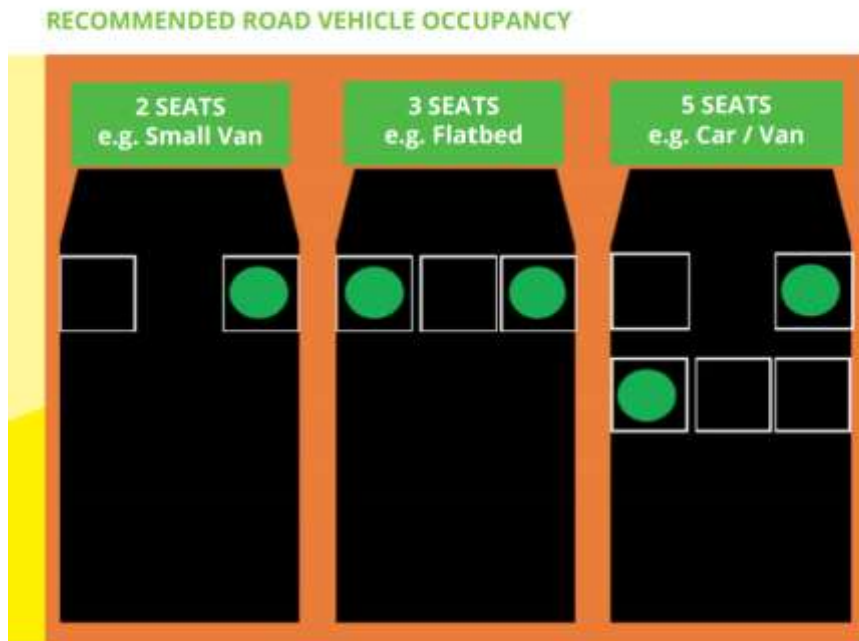 RECOMMENDED ROAD VEHICLE OCCUPANCY
2 SEATS
e.g. Small Van
3 SEATS
e.g. Flatbed
5 SEATS
e.g. Car / Van